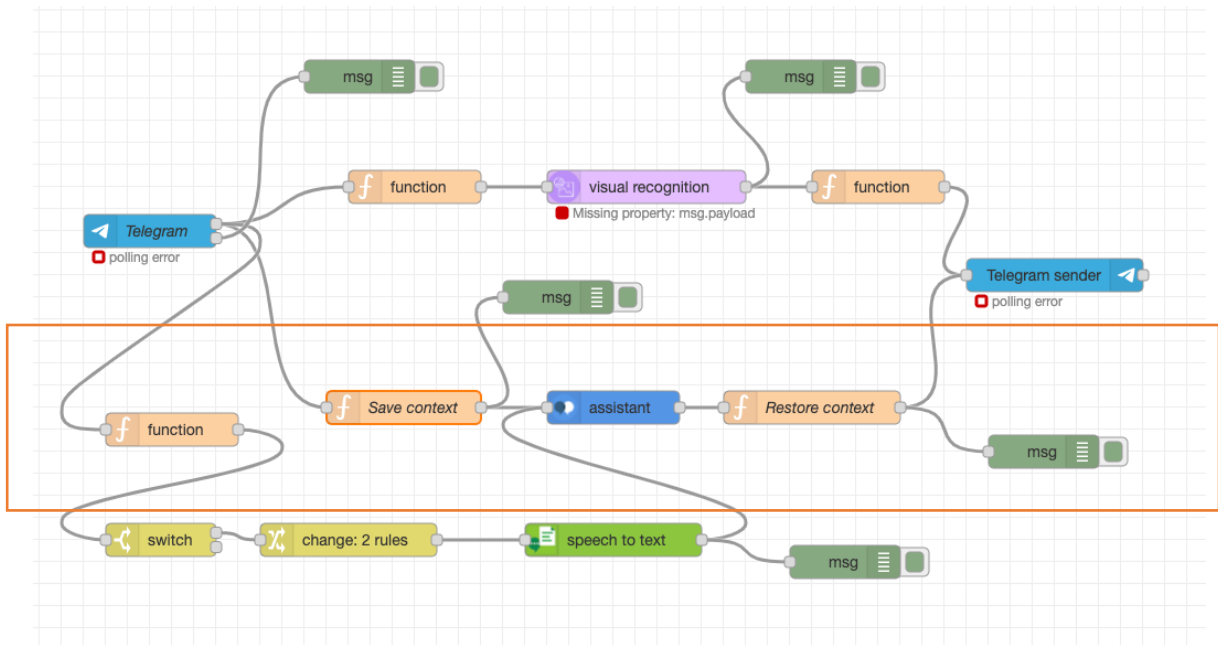 msg
msg
function
visual recognition
function
Missing property: msg.payload
Telegram
polling error
Telegram sender
polling error
msg
Save context
assistant
Restore context
function
msg
switch
change: 2 rules
speech to text
msg